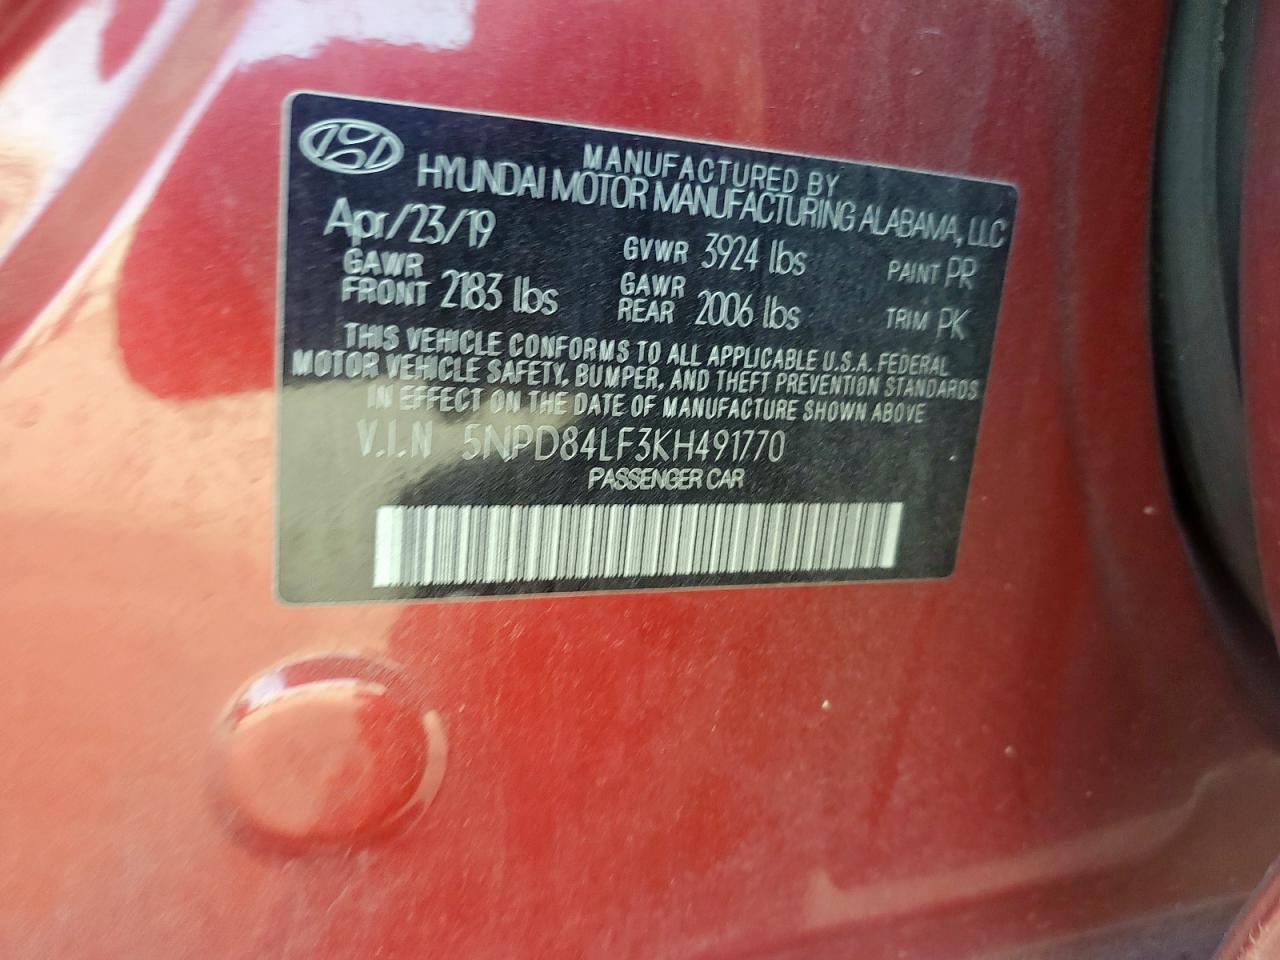 MANUFACTURED BY
HYUNDAI MOTOR MANUFACTURING ALABAMA, LLC
Apr/23/19 GVWR 3924 lbs PAINT PR
GAWR FRONT 2183 lbs GAWR REAR 2006 lbs TRIM PK
THIS VEHICLE CONFORMS TO ALL APPLICABLE U.S.A. FEDERAL
MOTOR VEHICLE SAFETY, BUMPER, AND THEFT PREVENTION STANDARDS
IN EFFECT ON THE DATE OF MANUFACTURE SHOWN ABOVE
V.I.N 5NPD84LF3KH491770
PASSENGER CAR